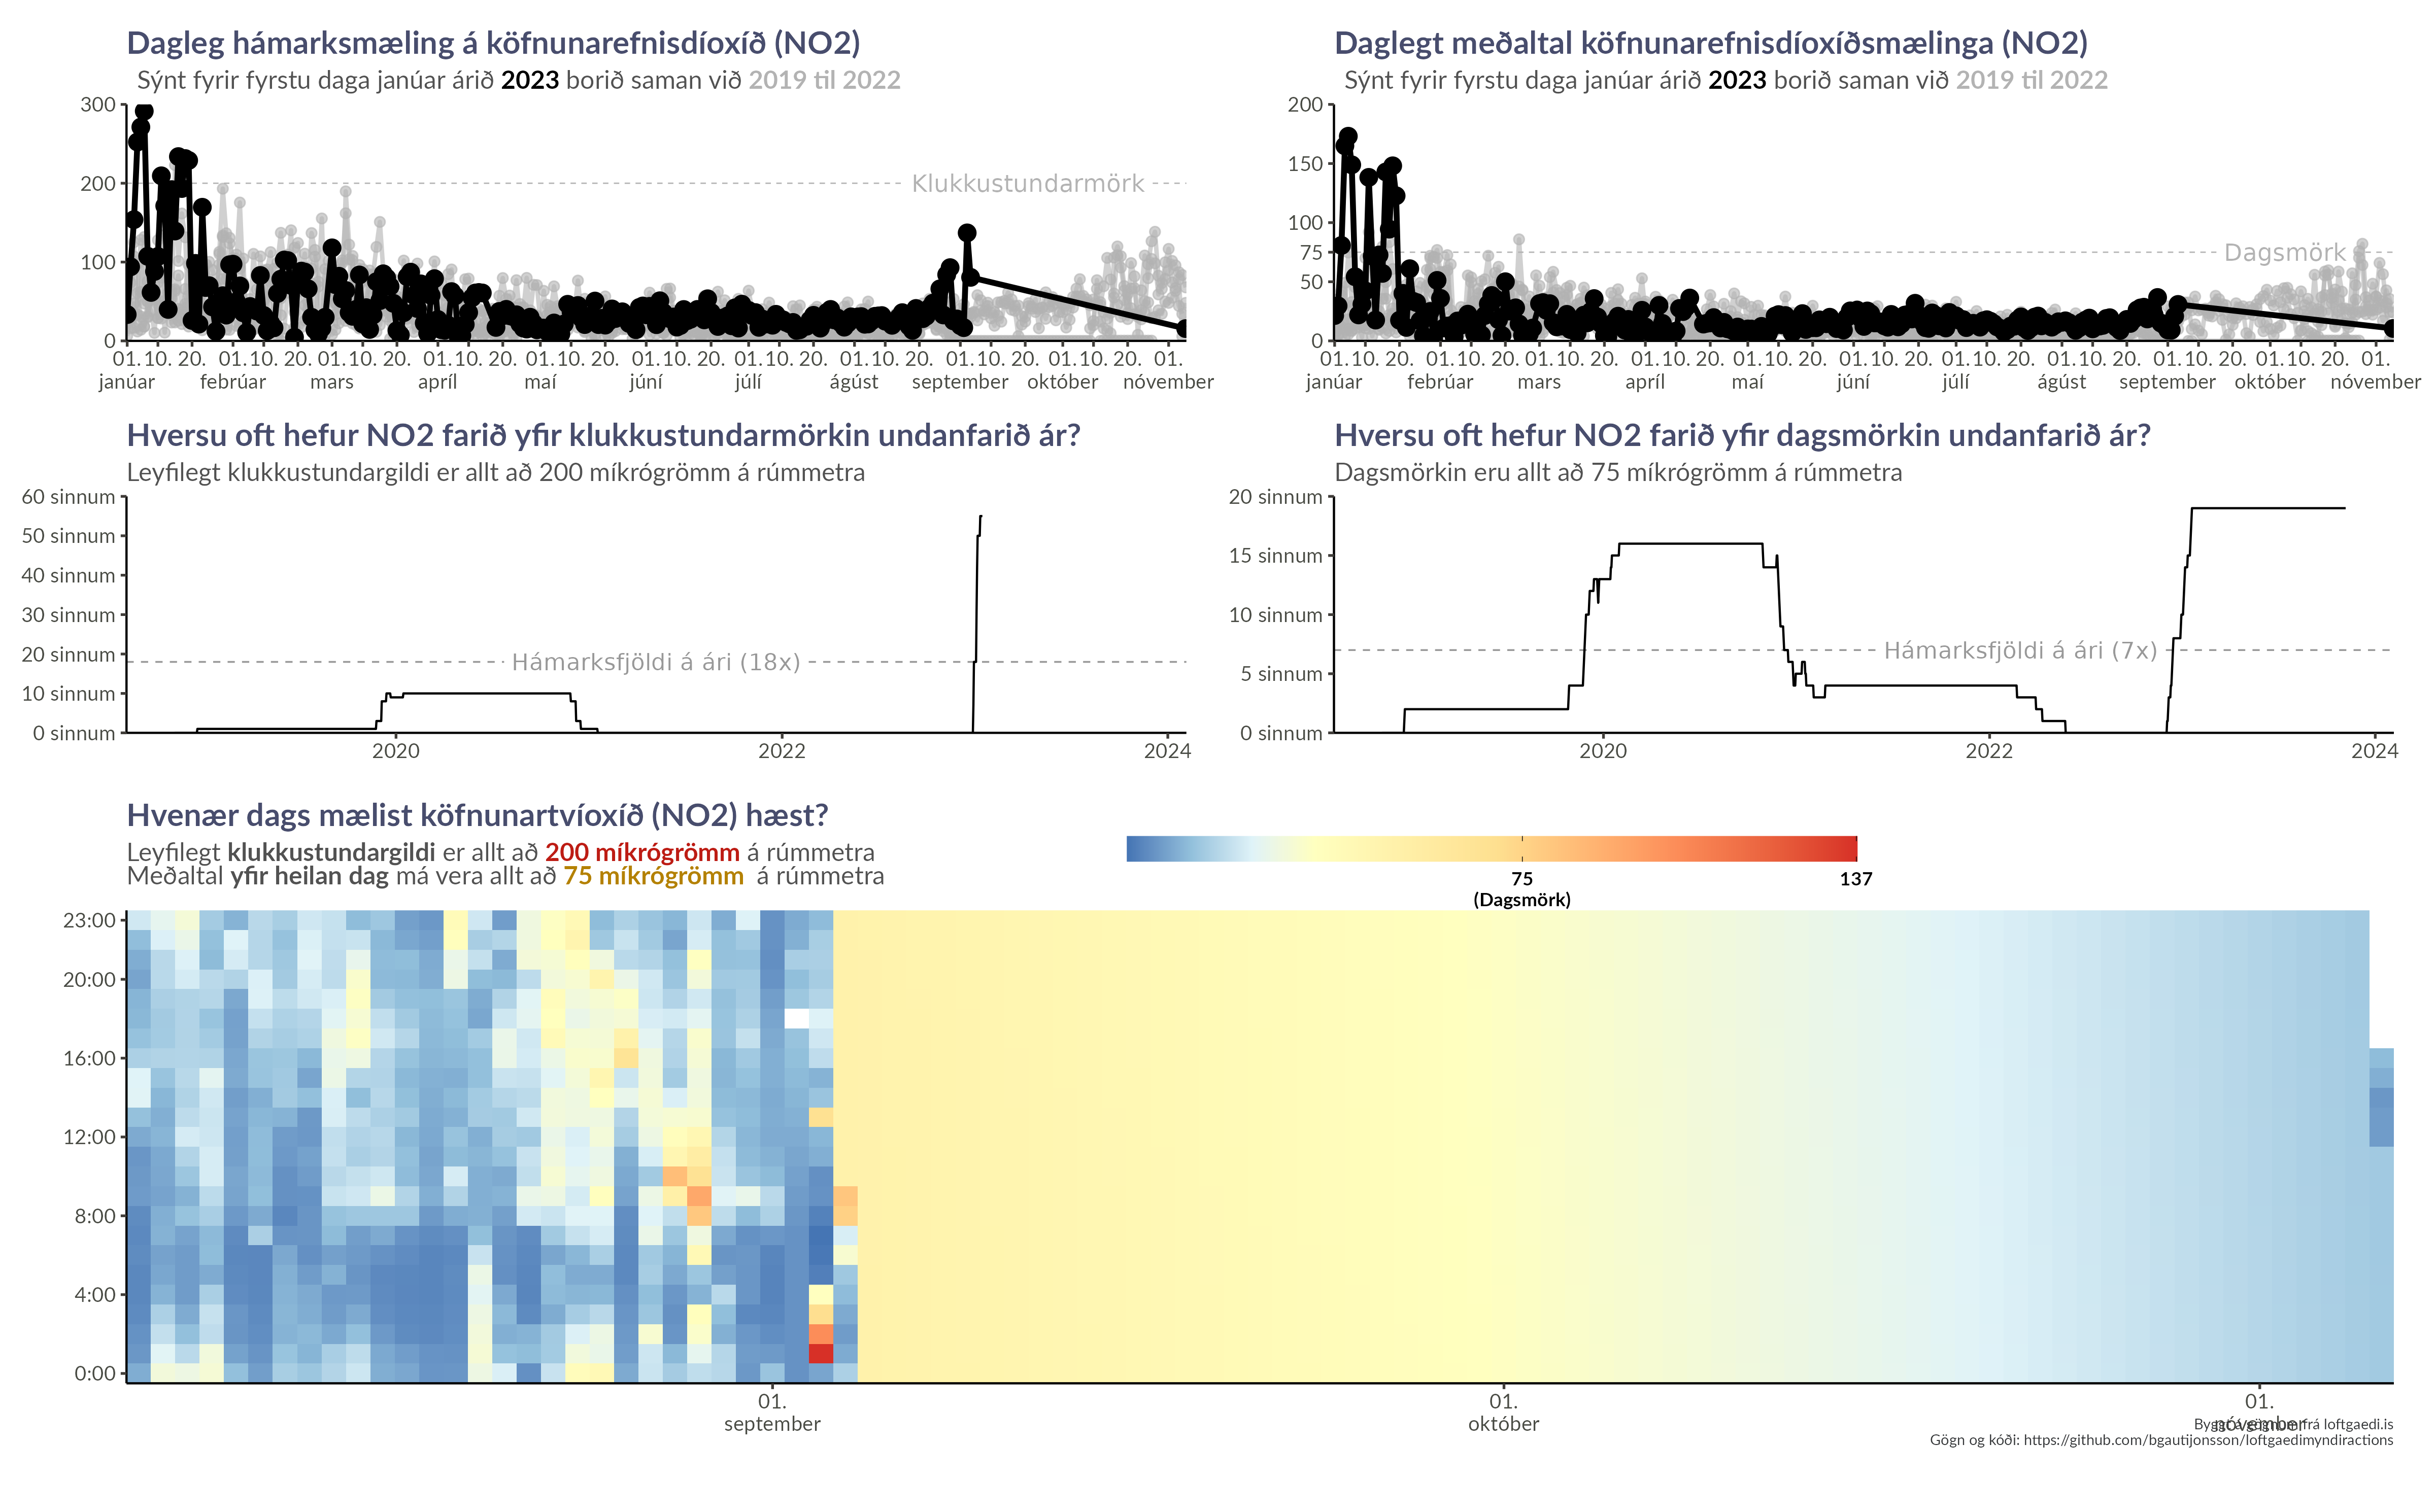 Dagleg hámarksmæling á köfnunarefnisdíoxíð (NO2)
Sýnt fyrir fyrstu daga janúar árið 2023 borið saman við 2019 til 2022
300
200
100
0
Klukkustundarmörk
01. 10. 20. 01. 10. 20. 01. 10. 20. 01. 10. 20. 01. 10. 20. 01. 10. 20. 01. 10. 20. 01. 10. 20. 01. 10. 20. 01. 10. 20. 01.
janúar febrúar mars apríl maí júní júlí ágúst september október nóvember
Daglegt meðaltal köfnunarefnisdíoxíðsmælinga (NO2)
Sýnt fyrir fyrstu daga janúar árið 2023 borið saman við 2019 til 2022
200
150
100
75
50
0
Dagsmörk
01. 10. 20. 01. 10. 20. 01. 10. 20. 01. 10. 20. 01. 10. 20. 01. 10. 20. 01. 10. 20. 01. 10. 20. 01. 10. 20. 01. 10. 20. 01.
janúar febrúar mars apríl maí júní júlí ágúst september október nóvember
Hversu oft hefur NO2 farið yfir klukkustundarmörkin undanfarið ár?
Leyfilegt klukkustundargildi er allt að 200 míkrógrömm á rúmmetra
60 sinnum
50 sinnum
40 sinnum
30 sinnum
20 sinnum
10 sinnum
0 sinnum
Hámarksfjöldi á ári (18x)
2020 2022 2024
Hversu oft hefur NO2 farið yfir dagsmörkin undanfarið ár?
Dagsmörkin eru allt að 75 míkrógrömm á rúmmetra
20 sinnum
15 sinnum
10 sinnum
5 sinnum
0 sinnum
Hámarksfjöldi á ári (7x)
2020 2022 2024
Hvenær dags mælist köfnunartvíoxíð (NO2) hæst?
Leyfilegt klukkustundargildi er allt að 200 míkrógrömm á rúmmetra
Meðaltal yfir heilan dag má vera allt að 75 míkrógrömm á rúmmetra
75 137
(Dagsmörk)
23:00
20:00
16:00
12:00
8:00
4:00
0:00
01. 01. 01.
september október nóvember
Byggt á gögnum frá loftgaedi.is
Gögn og kóði: https://github.com/bgautijonsson/loftgaedimyndiractions